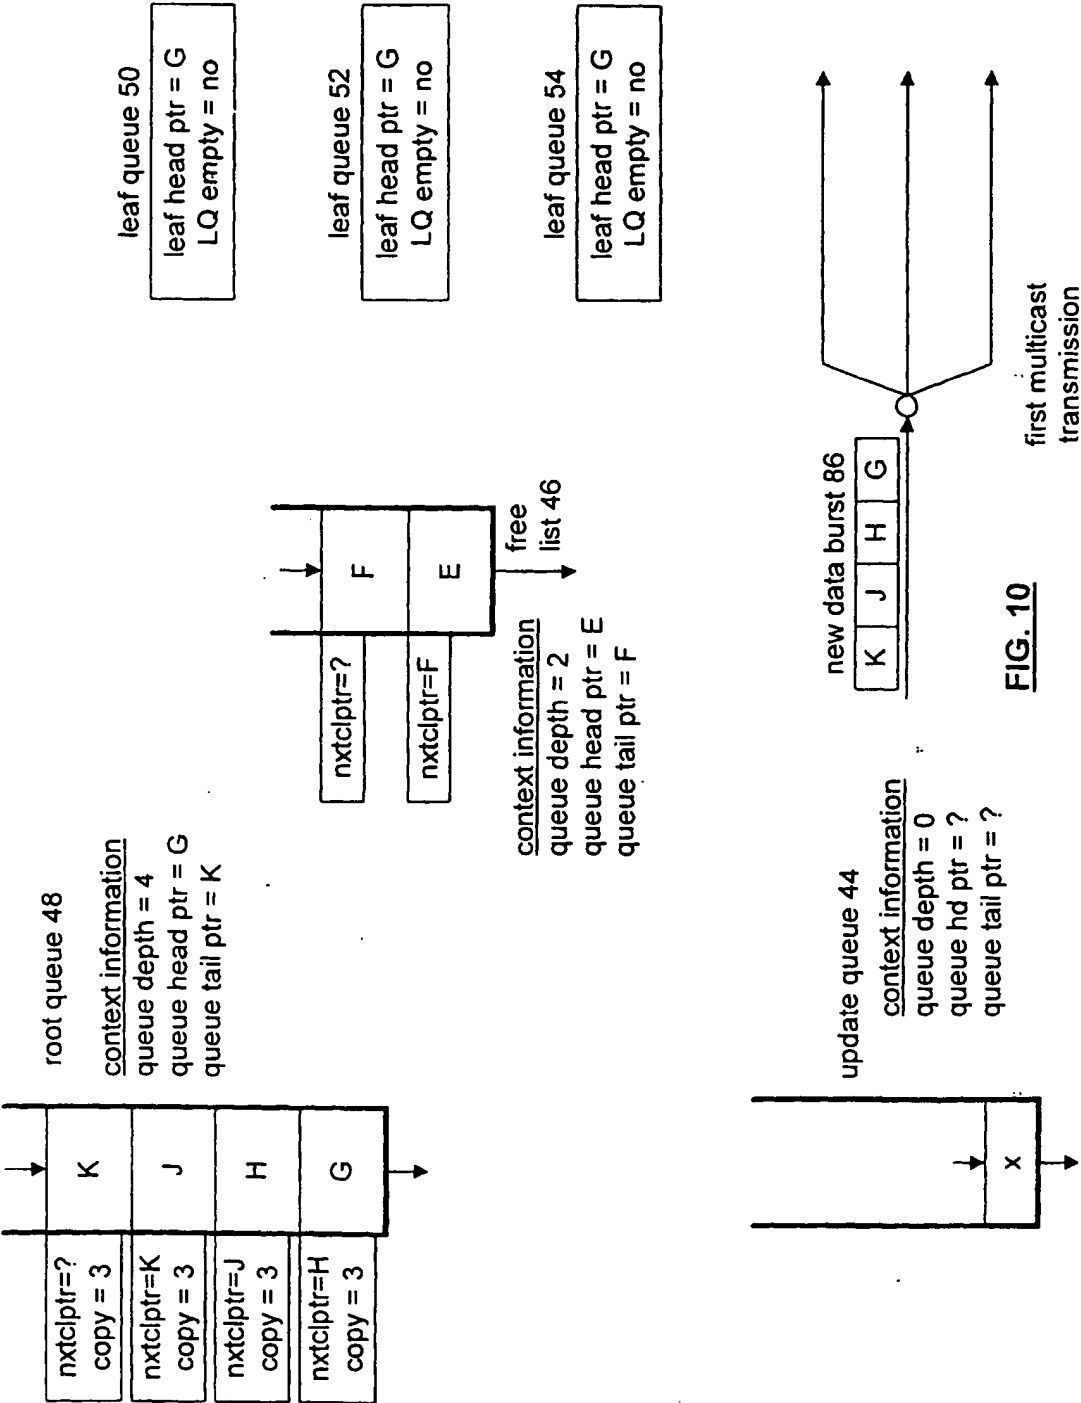 root queue 48
context information
queue depth = 4
queue head ptr = G
queue tail ptr = K
nxtclptr=?
copy = 3
K
nxtclptr=K
copy = 3
J
nxtclptr=J
copy = 3
H
nxtclptr=H
copy = 3
G
leaf queue 50
leaf head ptr = G
LQ empty = no
leaf queue 52
leaf head ptr = G
LQ empty = no
leaf queue 54
leaf head ptr = G
LQ empty = no
nxtclptr=?
F
nxtclptr=F
E
free
list 46
context information
queue depth = 2
queue head ptr = E
queue tail ptr = F
update queue 44
context information
queue depth = 0
queue hd ptr = ?
queue tail ptr = ?
x
new data burst 86
K J H G
first multicast
transmission
FIG. 10